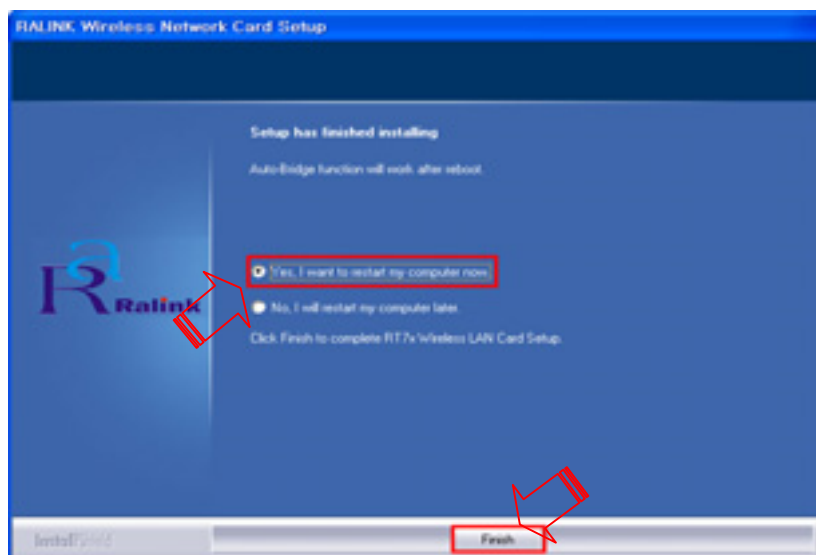 RALINK Wireless Network Card Setup
Setup has finished installing
Auto-Bridge function will work after reboot.
Ra
Ralink
Yes, I want to restart my computer now.
No, I will restart my computer later.
Click Finish to complete RT7x Wireless LAN Card Setup.
InstallShield
Finish